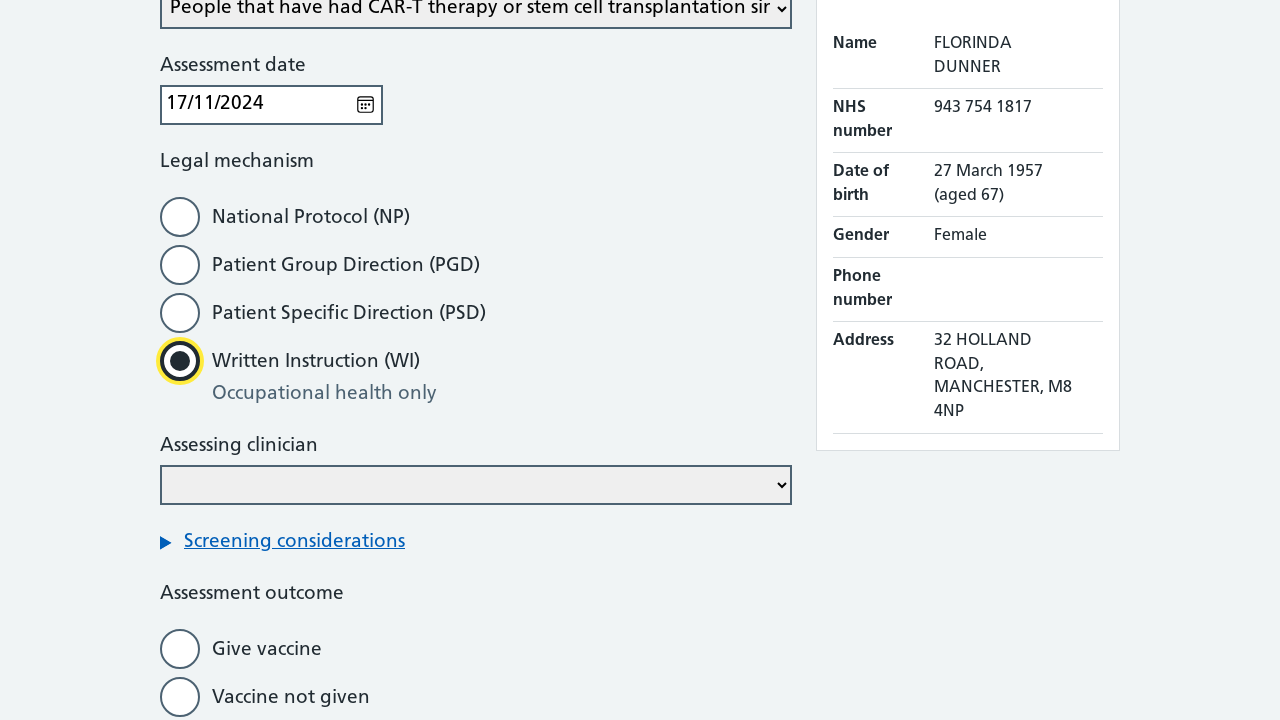 People that have had CAR-T therapy or stem cell transplantation sir
Assessment date
17/11/2024
Legal mechanism
National Protocol (NP)
Patient Group Direction (PGD)
Patient Specific Direction (PSD)
Written Instruction (WI)
Occupational health only
Assessing clinician
Screening considerations
Assessment outcome
Give vaccine
Vaccine not given
Name FLORINDA
DUNNER
NHS 943 754 1817
number
Date of 27 March 1957
birth (aged 67)
Gender Female
Phone
number
Address 32 HOLLAND
ROAD,
MANCHESTER, M8
4NP